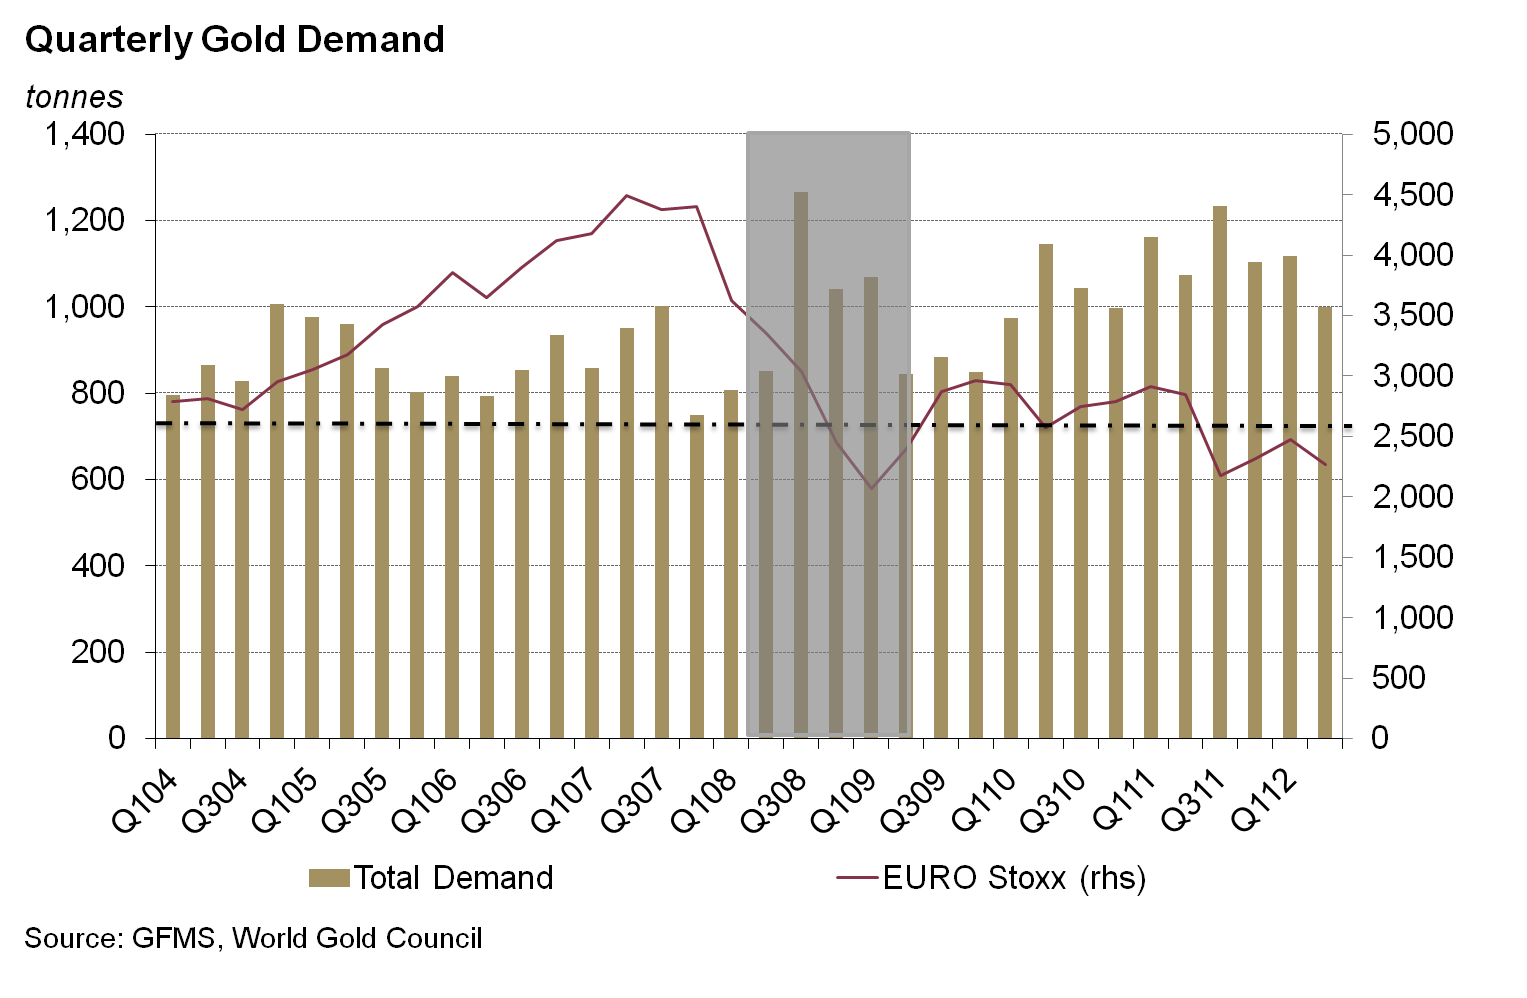 Quarterly Gold Demand
tonnes
1,400
1,200
1,000
800
600
400
200
0
5,000
4,500
4,000
3,500
3,000
2,500
2,000
1,500
1,000
500
0
Q104
Q304
Q105
Q305
Q106
Q306
Q107
Q307
Q108
Q308
Q109
Q309
Q110
Q310
Q111
Q311
Q112
Total Demand
EURO Stoxx (rhs)
Source: GFMS, World Gold Council